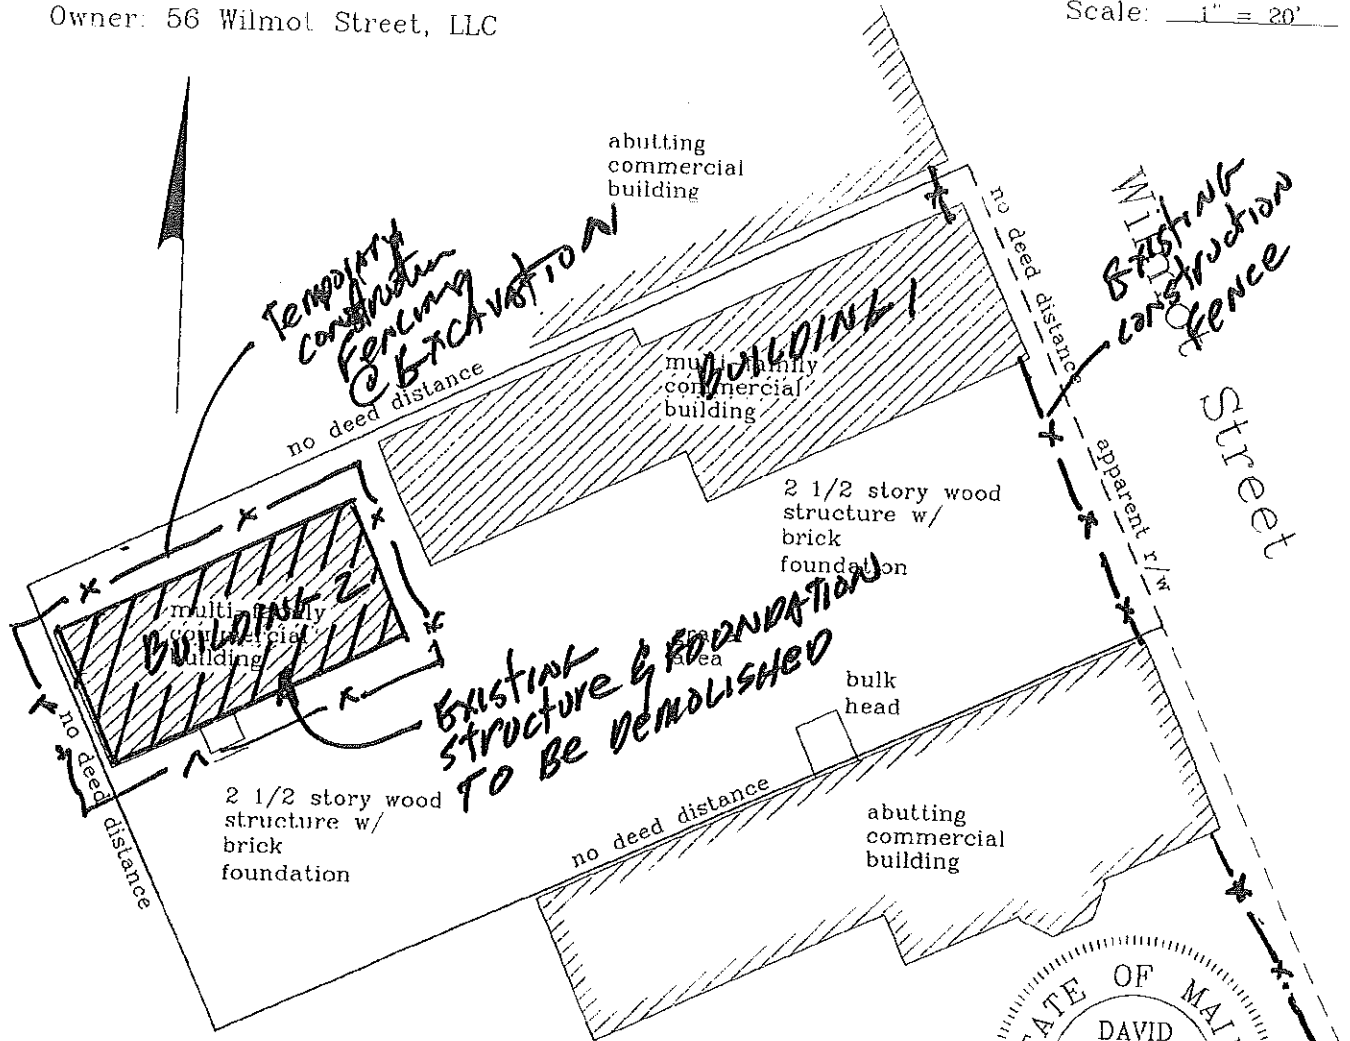 Owner: 56 Wilmot Street, LLC
Scale: 1" = 20'
abutting
commercial
building
Temporary
construction
Fencing
@ EXCAVATION
no deed distance
Wilmot Street
EXISTING
construction
Fence
no deed distance
BUILDING 1
multi-family
commercial
building
apparent r/w
2 1/2 story wood
structure w/
brick
foundation
BUILDING 2
multi-family
commercial
building
EXISTING
STRUCTURE & FOUNDATION
TO BE DEMOLISHED
area
bulk
head
no deed distance
2 1/2 story wood
structure w/
brick
foundation
no deed distance
abutting
commercial
building
OF
DAVID